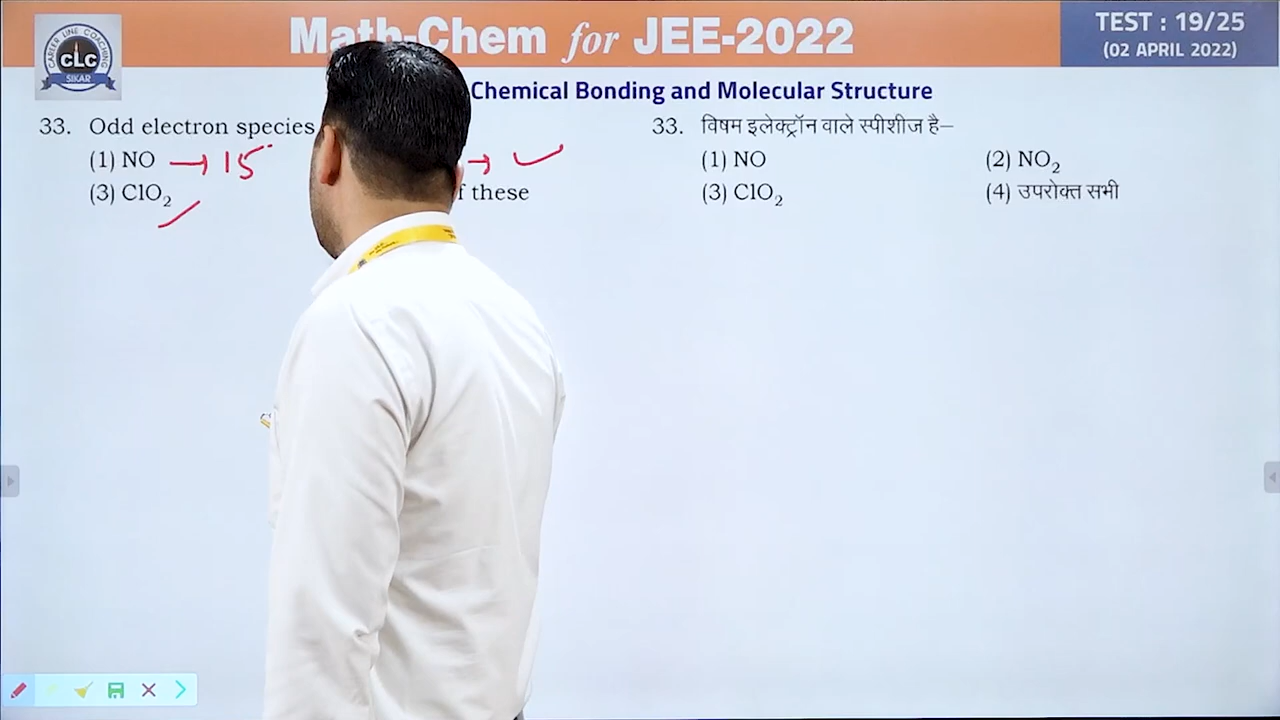 CAREER LINE COACHING
CLC
SIKAR
Math-Chem for JEE-2022
TEST : 19/25
(02 APRIL 2022)
Chemical Bonding and Molecular Structure
33. Odd electron species
(1) NO → 15 → ✓
(3) ClO₂ ✓ f these
33. विषम इलेक्ट्रॉन वाले स्पीशीज है–
(1) NO (2) NO₂
(3) ClO₂ (4) उपरोक्त सभी